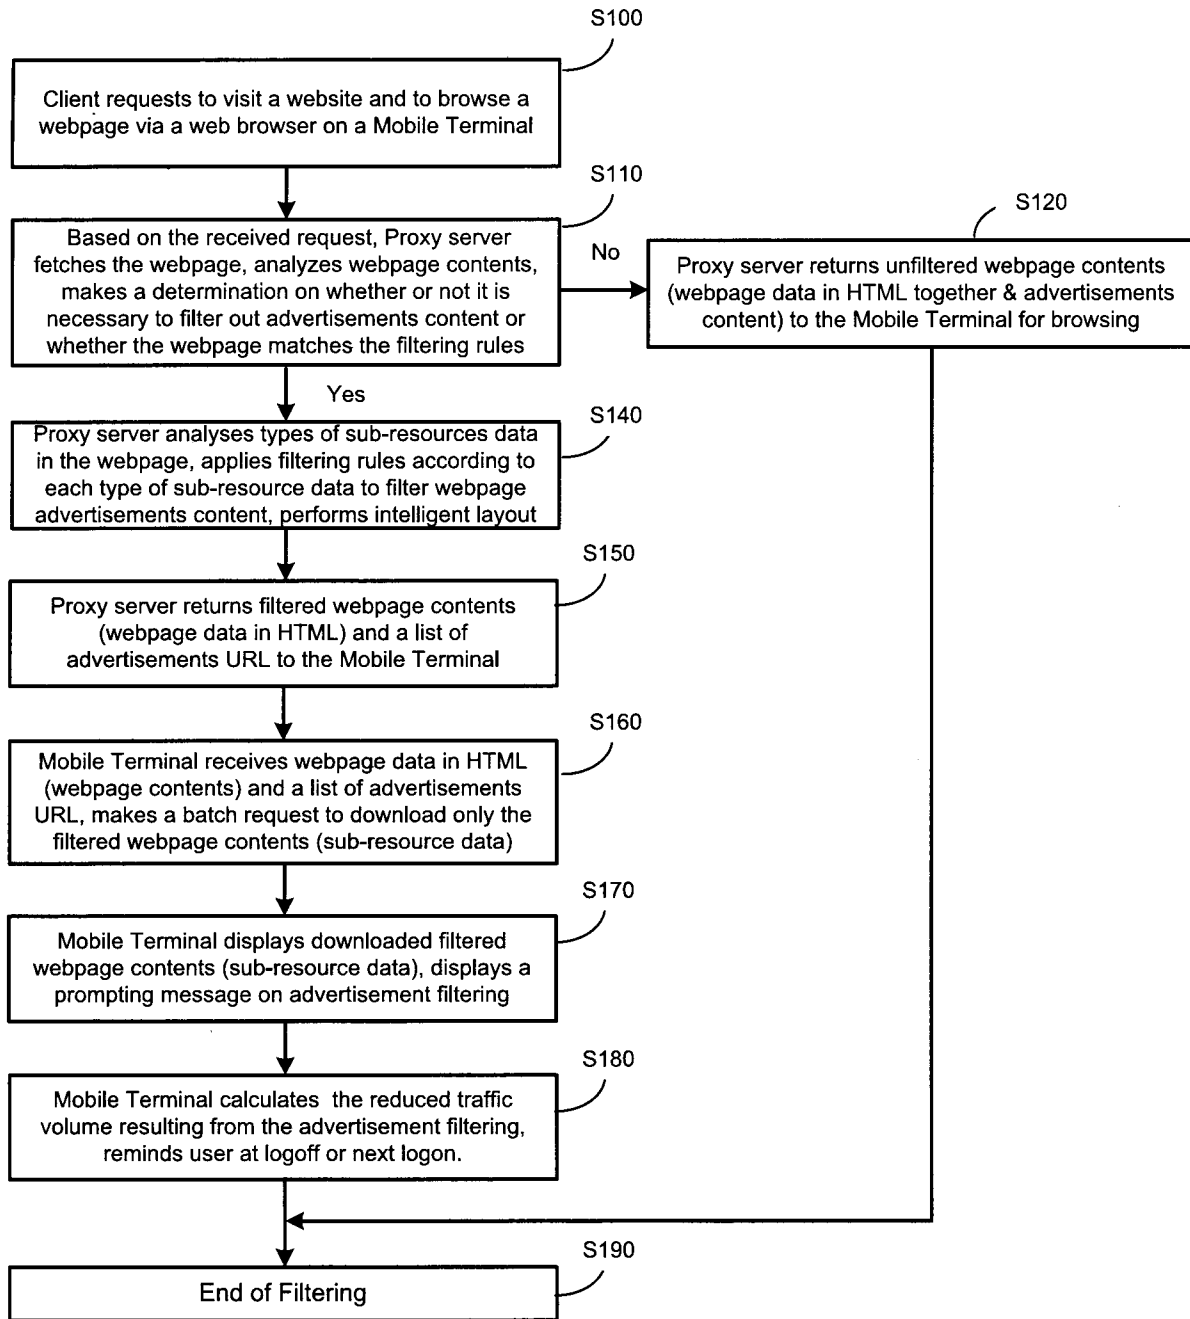 S100
Client requests to visit a website and to browse a
webpage via a web browser on a Mobile Terminal
S110
Based on the received request, Proxy server
fetches the webpage, analyzes webpage contents,
makes a determination on whether or not it is
necessary to filter out advertisements content or
whether the webpage matches the filtering rules
No
S120
Proxy server returns unfiltered webpage contents
(webpage data in HTML together & advertisements
content) to the Mobile Terminal for browsing
Yes
S140
Proxy server analyses types of sub-resources data
in the webpage, applies filtering rules according to
each type of sub-resource data to filter webpage
advertisements content, performs intelligent layout
S150
Proxy server returns filtered webpage contents
(webpage data in HTML) and a list of
advertisements URL to the Mobile Terminal
S160
Mobile Terminal receives webpage data in HTML
(webpage contents) and a list of advertisements
URL, makes a batch request to download only the
filtered webpage contents (sub-resource data)
S170
Mobile Terminal displays downloaded filtered
webpage contents (sub-resource data), displays a
prompting message on advertisement filtering
S180
Mobile Terminal calculates the reduced traffic
volume resulting from the advertisement filtering,
reminds user at logoff or next logon.
S190
End of Filtering